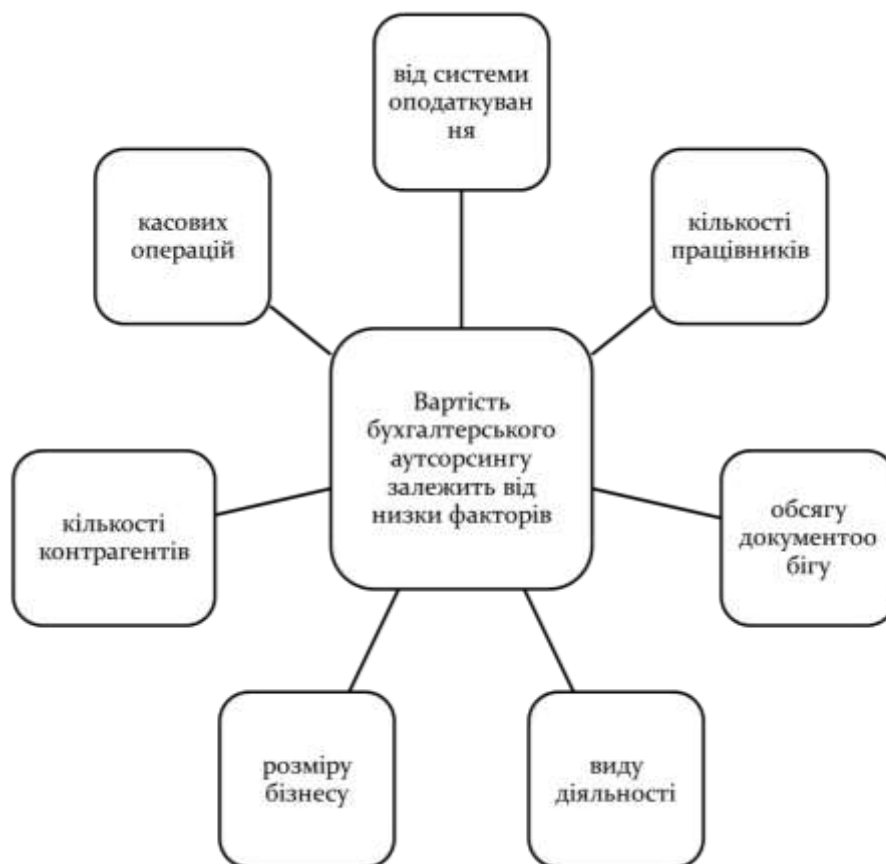 від системи
оподаткуван
ня
касових
операцій
кількості
працівників
Вартість
бухгалтерського
аутсорсингу
залежить від
низки факторів
кількості
контрагентів
обсягу
документоо
бігу
розміру
бізнесу
виду
діяльності